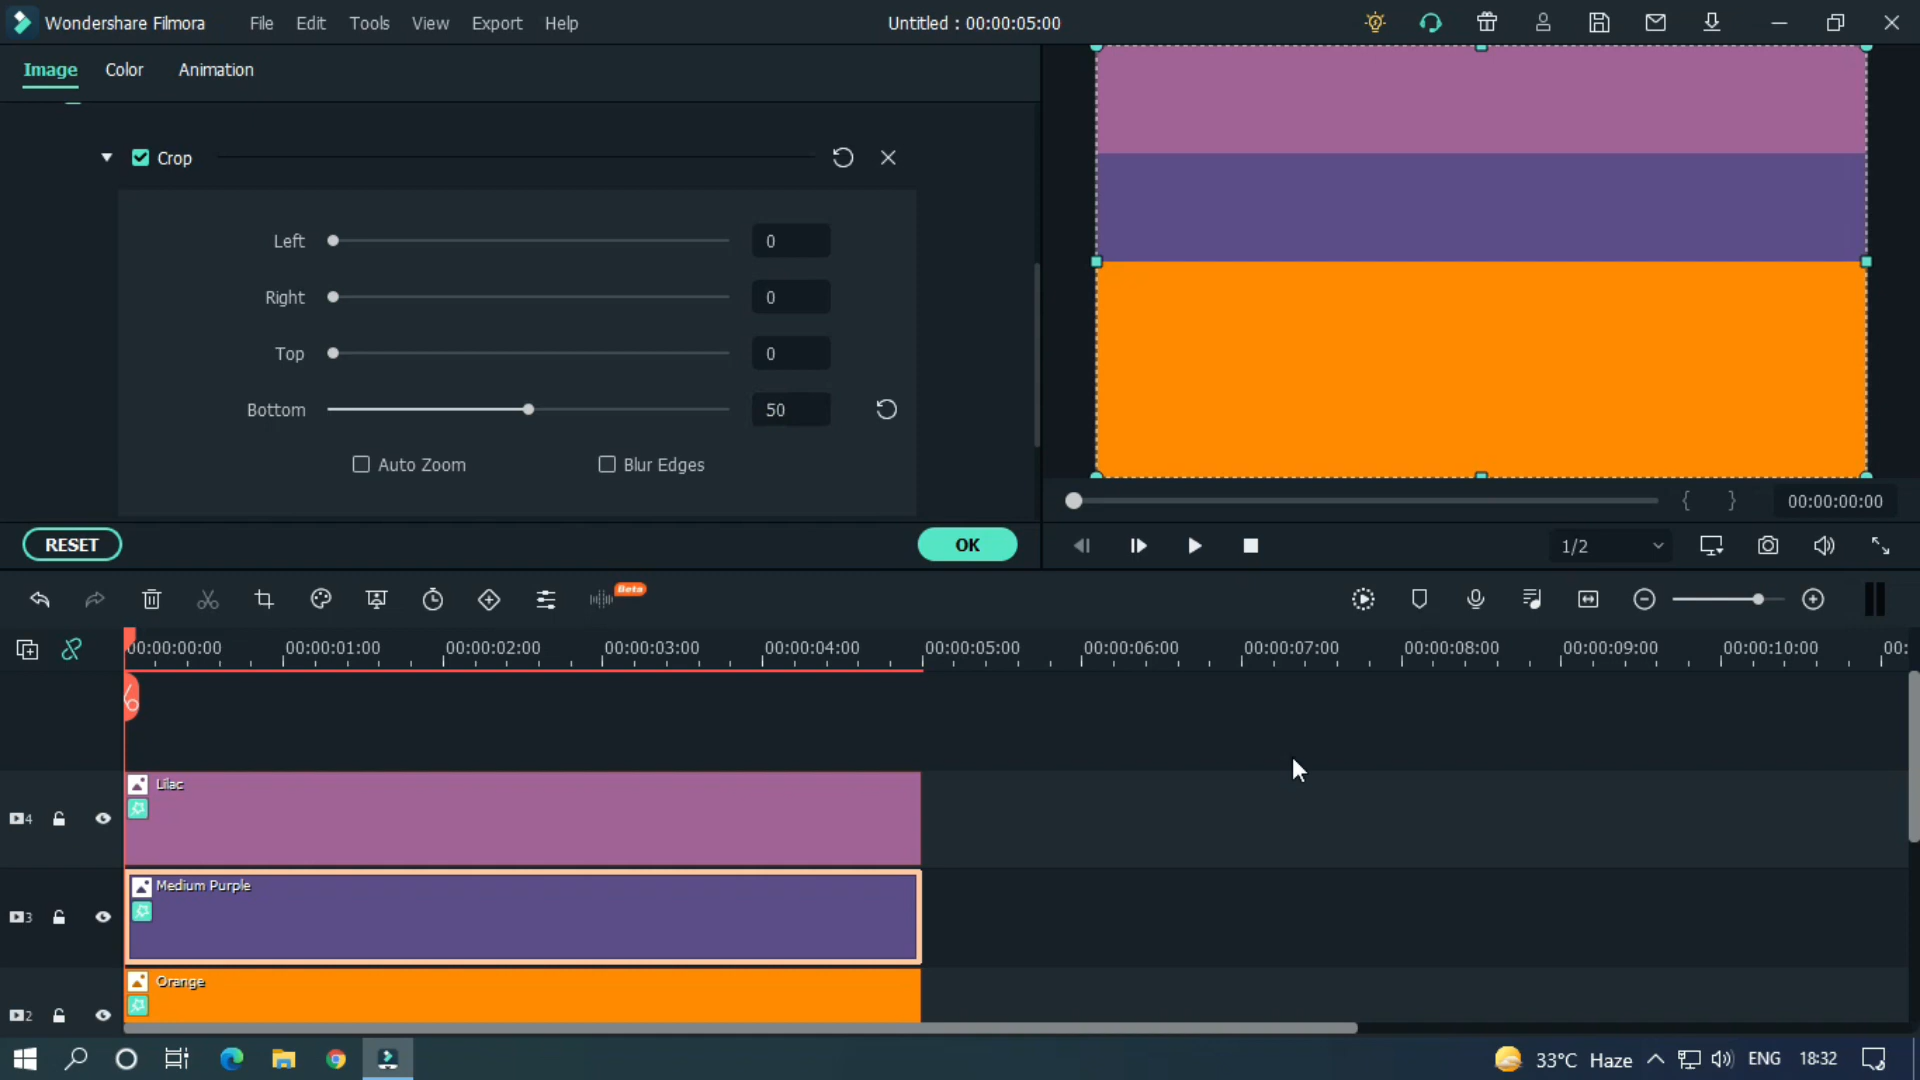 Wondershare Filmora File Edit Tools View Export Help Untitled : 00:00:05:00
Image Color Animation
Crop
Left 0
Right 0
Top 0
Bottom 50
Auto Zoom Blur Edges
{ } 00:00:00:00
RESET OK 1/2
Beta
00:00:00:00 00:00:01:00 00:00:02:00 00:00:03:00 00:00:04:00 00:00:05:00 00:00:06:00 00:00:07:00 00:00:08:00 00:00:09:00 00:00:10:00 00:
Lilac
4
Medium Purple
3
Orange
2
33°C Haze ENG 18:32